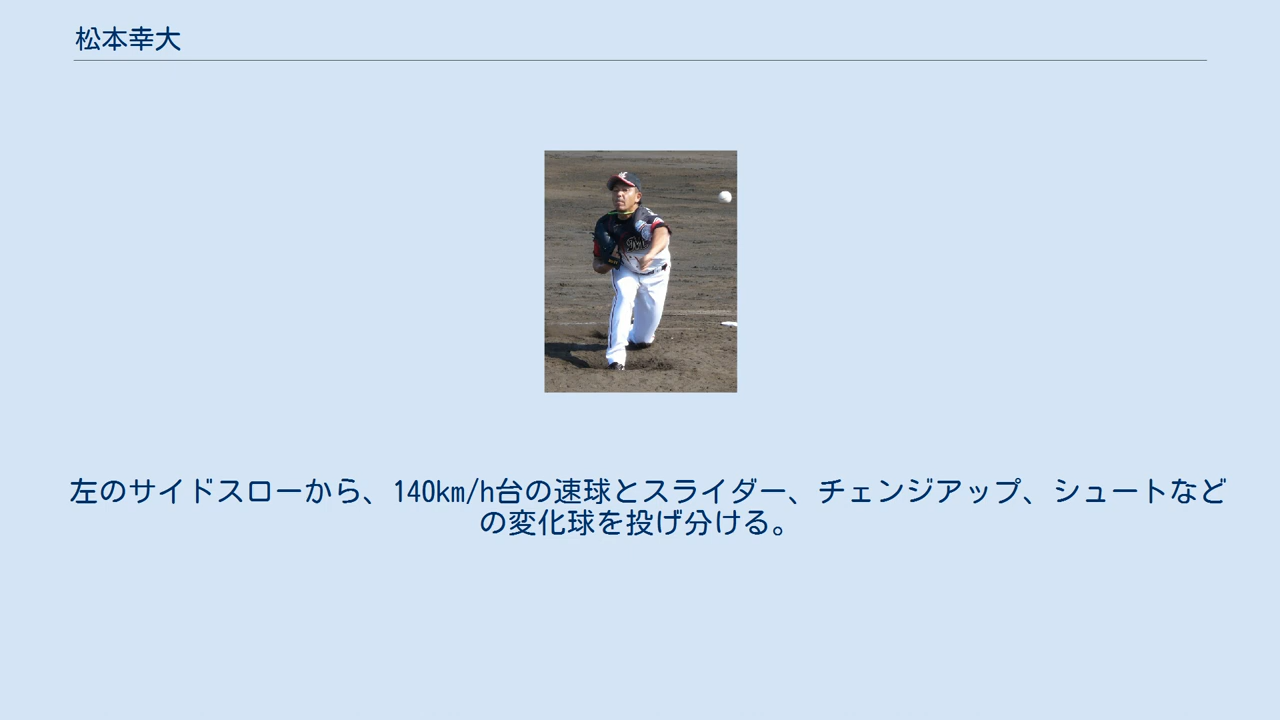 松本幸大
左のサイドスローから、140km/h台の速球とスライダー、チェンジアップ、シュートなど
の変化球を投げ分ける。